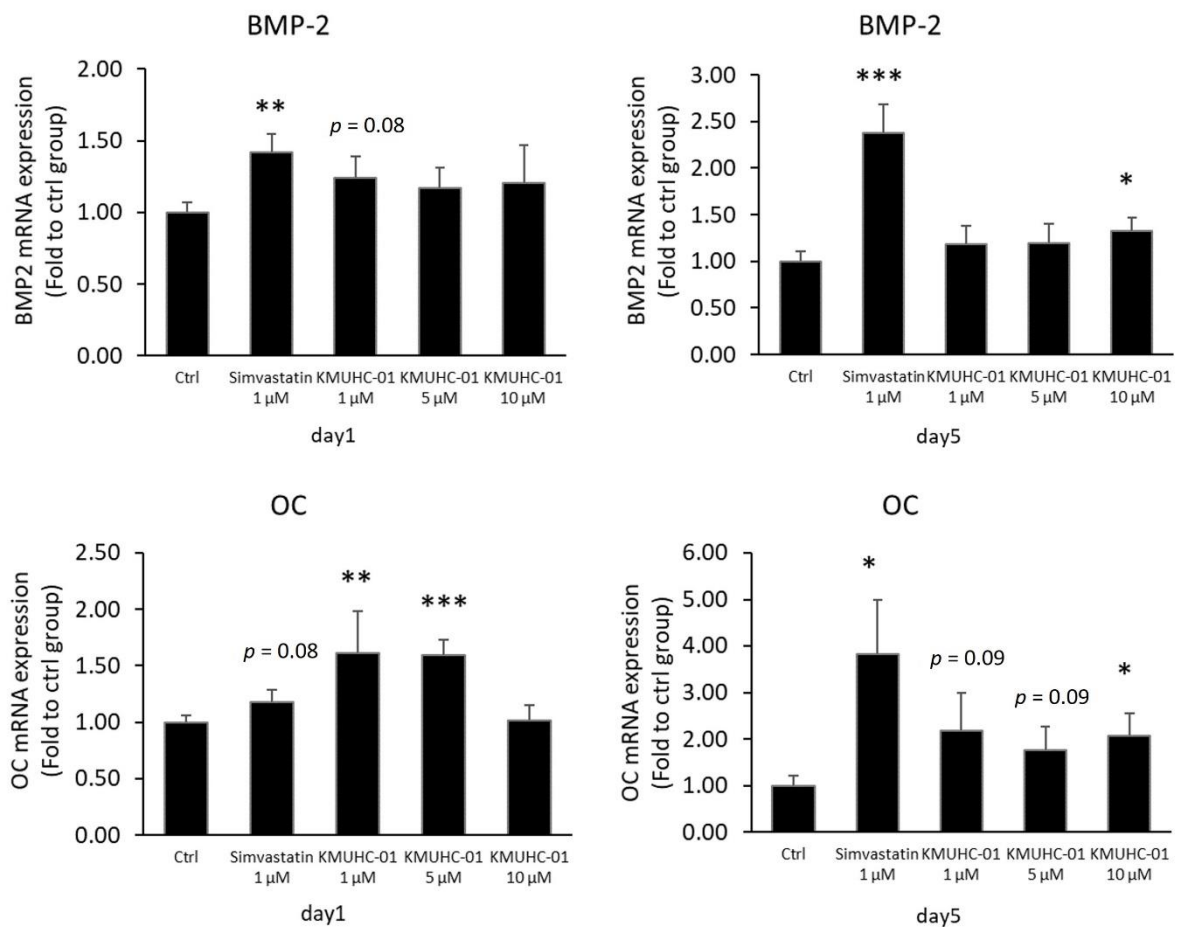 BMP-2
BMP2 mRNA expression
(Fold to ctrl group)
2.00
1.50
1.00
0.50
0.00
**
p = 0.08
Ctrl
Simvastatin
1 µM
KMUHC-01
1 µM
KMUHC-01
5 µM
KMUHC-01
10 µM
day1
BMP-2
BMP2 mRNA expression
(Fold to ctrl group)
3.00
2.50
2.00
1.50
1.00
0.50
0.00
***
*
Ctrl
Simvastatin
1 µM
KMUHC-01
1 µM
KMUHC-01
5 µM
KMUHC-01
10 µM
day5
OC
OC mRNA expression
(Fold to ctrl group)
2.50
2.00
1.50
1.00
0.50
0.00
p = 0.08
**
***
Ctrl
Simvastatin
1 µM
KMUHC-01
1 µM
KMUHC-01
5 µM
KMUHC-01
10 µM
day1
OC
OC mRNA expression
(Fold to ctrl group)
6.00
5.00
4.00
3.00
2.00
1.00
0.00
*
p = 0.09
p = 0.09
*
Ctrl
Simvastatin
1 µM
KMUHC-01
1 µM
KMUHC-01
5 µM
KMUHC-01
10 µM
day5